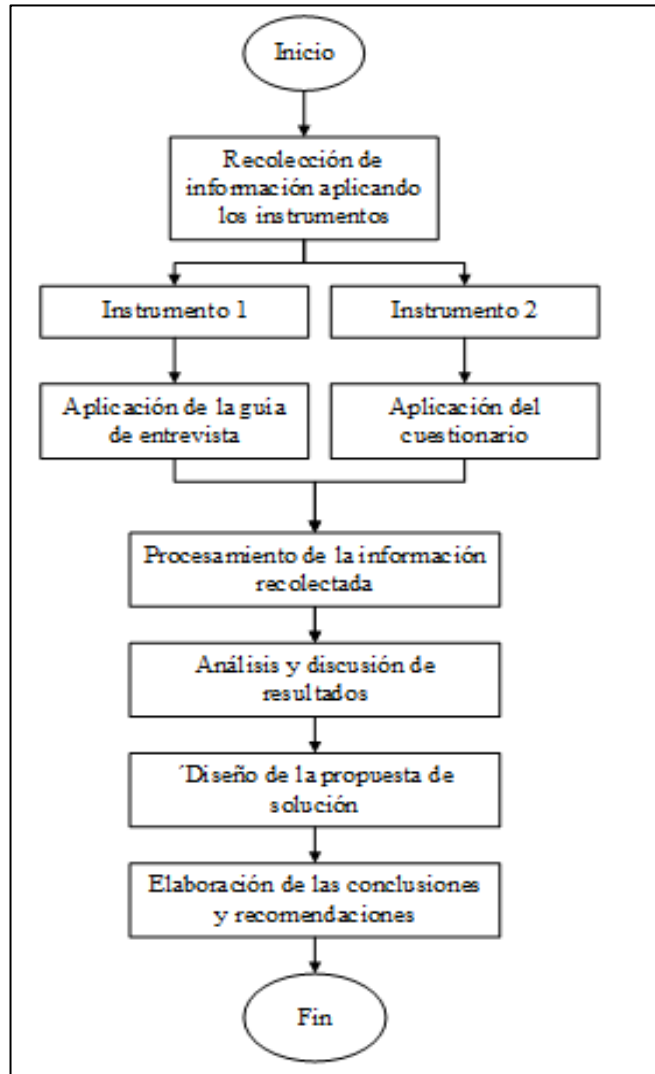 Inicio
Recolección de
información aplicando
los instrumentos
Instrumento 1
Instrumento 2
Aplicación de la guía
de entrevista
Aplicación del
cuestionario
Procesamiento de la información
recolectada
Análisis y discusión de
resultados
´Diseño de la propuesta de
solución
Elaboración de las conclusiones
y recomendaciones
Fin